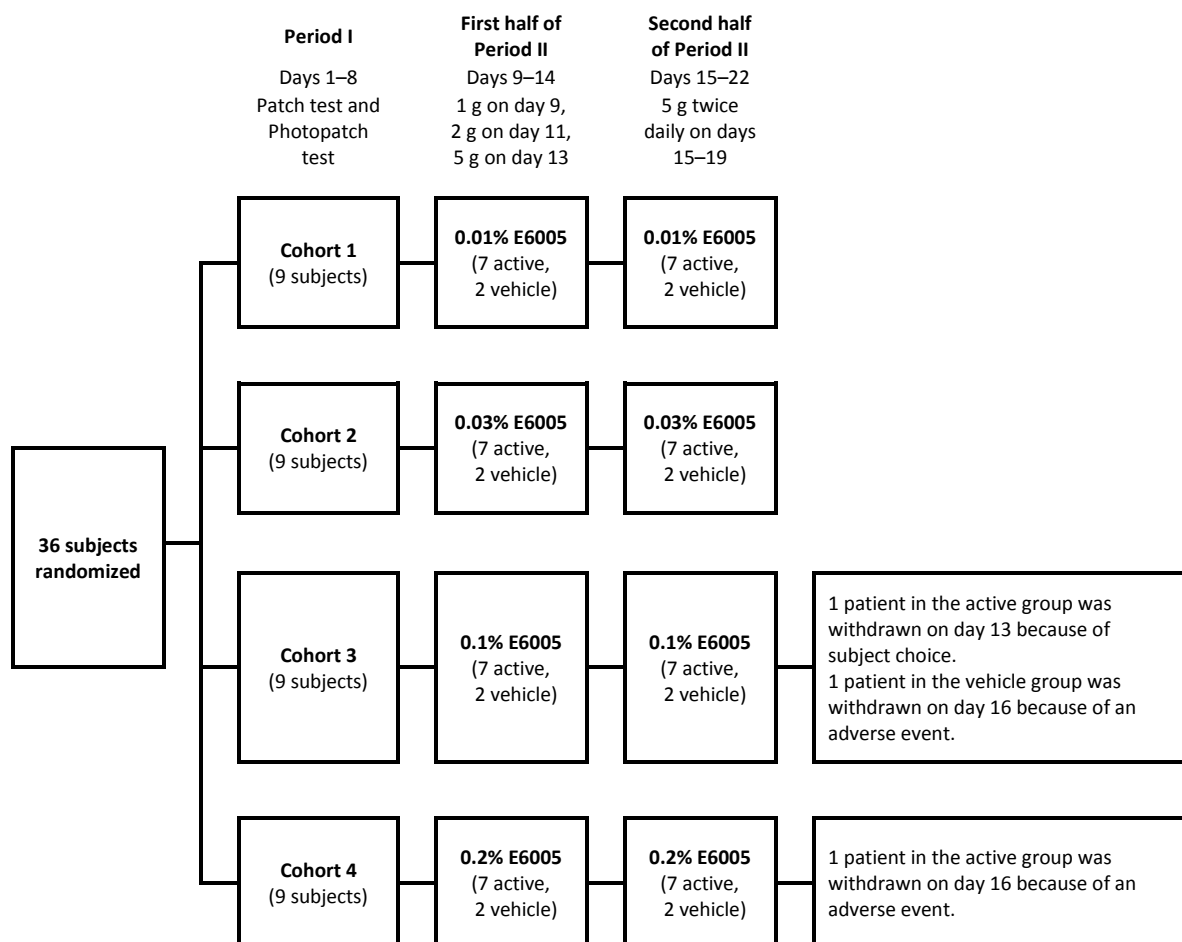 Period I
Days 1–8
Patch test and
Photopatch
test
First half of
Period II
Days 9–14
1 g on day 9,
2 g on day 11,
5 g on day 13
Second half
of Period II
Days 15–22
5 g twice
daily on days
15–19
36 subjects
randomized
Cohort 1
(9 subjects)
0.01% E6005
(7 active,
2 vehicle)
0.01% E6005
(7 active,
2 vehicle)
Cohort 2
(9 subjects)
0.03% E6005
(7 active,
2 vehicle)
0.03% E6005
(7 active,
2 vehicle)
Cohort 3
(9 subjects)
0.1% E6005
(7 active,
2 vehicle)
0.1% E6005
(7 active,
2 vehicle)
1 patient in the active group was
withdrawn on day 13 because of
subject choice.
1 patient in the vehicle group was
withdrawn on day 16 because of an
adverse event.
Cohort 4
(9 subjects)
0.2% E6005
(7 active,
2 vehicle)
0.2% E6005
(7 active,
2 vehicle)
1 patient in the active group was
withdrawn on day 16 because of an
adverse event.